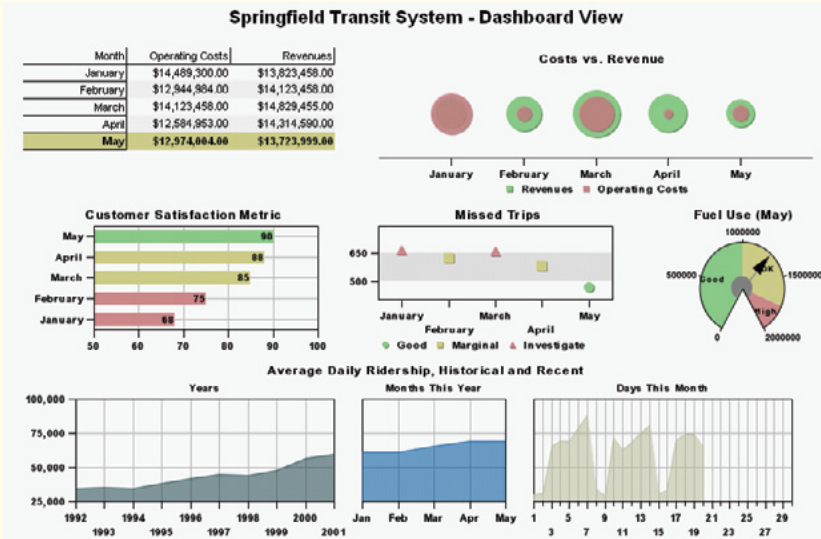 Springfield Transit System - Dashboard View
Month Operating Costs Revenues
January $14,489,300.00 $13,823,458.00
February $12,944,984.00 $14,123,458.00
March $14,123,458.00 $14,829,455.00
April $12,584,953.00 $14,314,590.00
May $12,974,004.00 $13,723,999.00
Costs vs. Revenue
January February March April May
Revenues Operating Costs
Customer Satisfaction Metric
May 90
April 88
March 85
February 75
January 68
50 60 70 80 90 100
Missed Trips
650
500
January March May
February April
Good Marginal Investigate
Fuel Use (May)
1000000
500000 Good OK 1500000
High
0 2000000
Average Daily Ridership, Historical and Recent
Years
100,000
75,000
50,000
25,000
1992 1994 1996 1998 2000
1993 1995 1997 1999 2001
Months This Year
Jan Feb Mar Apr May
Days This Month
1 5 9 13 17 21 25 29
3 7 11 15 19 23 27